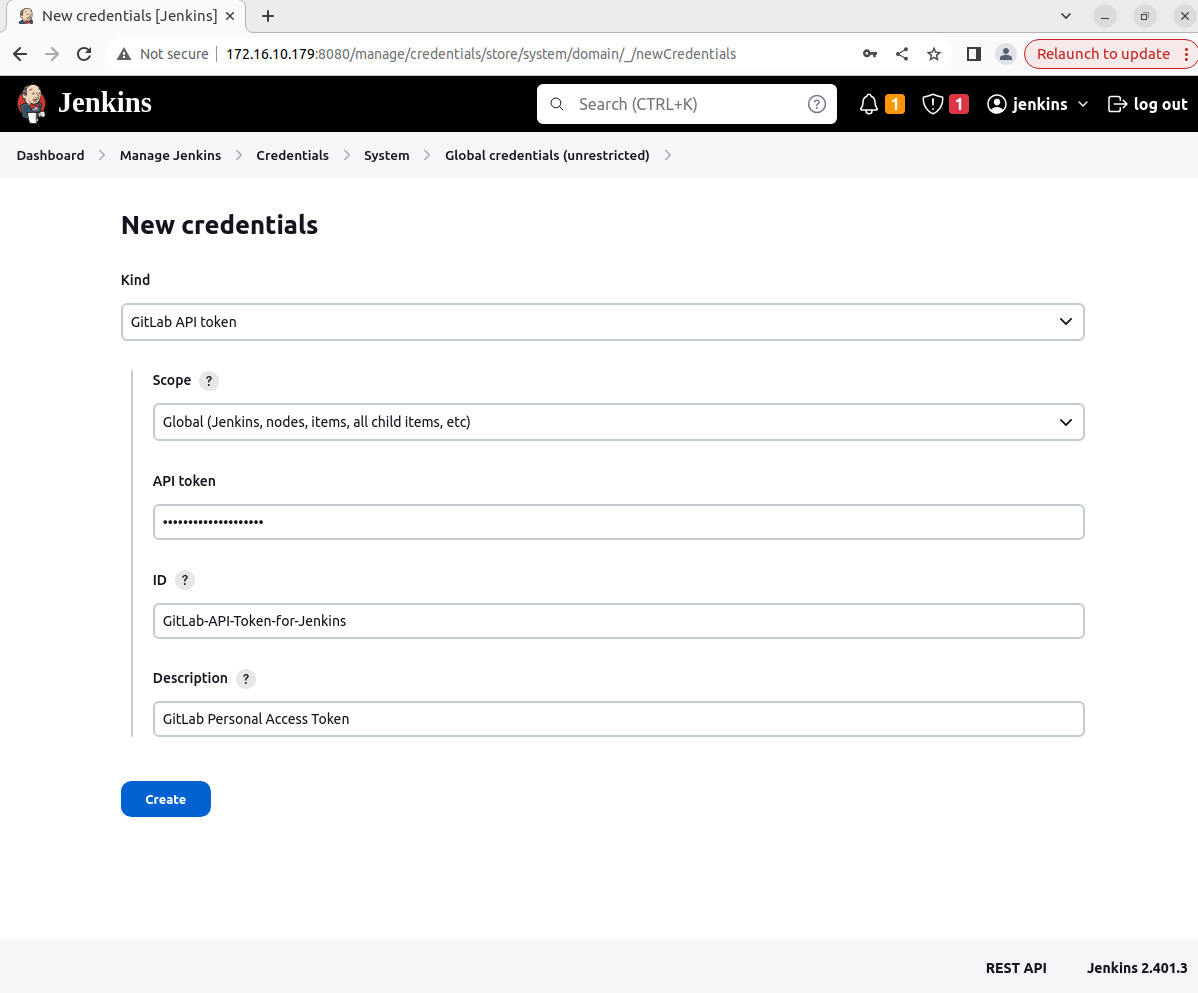 New credentials [Jenkins]
Not secure 172.16.10.179:8080/manage/credentials/store/system/domain/_/newCredentials Relaunch to update
Jenkins Search (CTRL+K) ? 1 1 jenkins log out
Dashboard Manage Jenkins Credentials System Global credentials (unrestricted)
New credentials
Kind
GitLab API token
Scope ?
Global (Jenkins, nodes, items, all child items, etc)
API token
••••••••••••••••••••
ID ?
GitLab-API-Token-for-Jenkins
Description ?
GitLab Personal Access Token
Create
REST API Jenkins 2.401.3